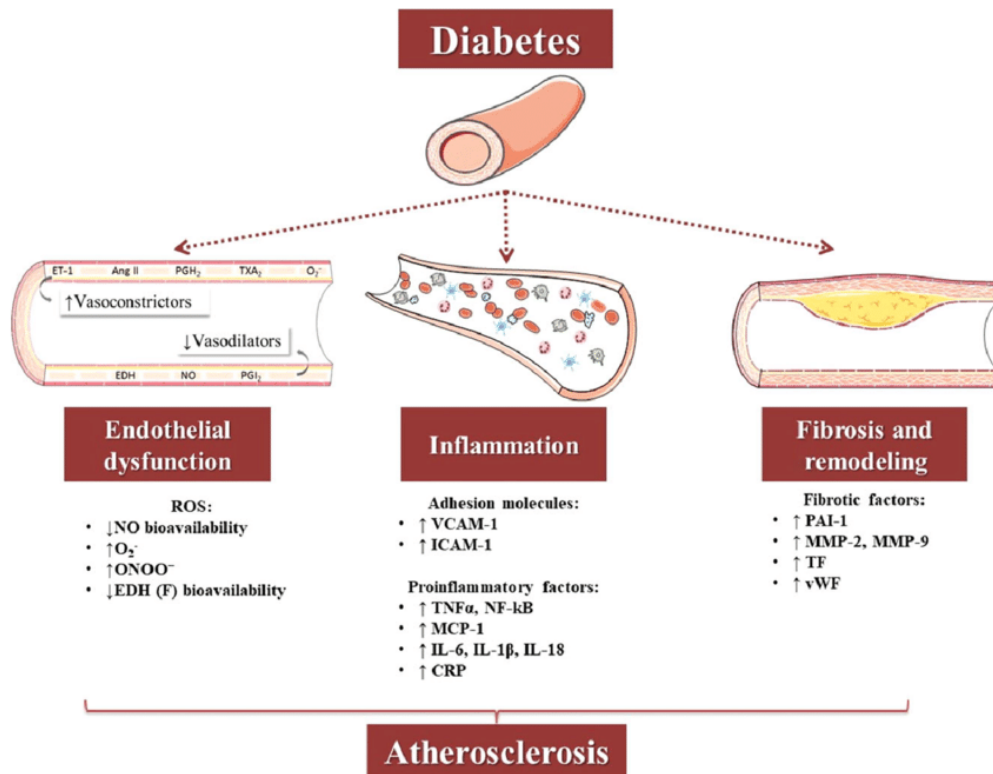 Diabetes
ET-1 Ang II PGH₂ TXA₂ O₂⁻
↑Vasoconstrictors
↓Vasodilators
EDH NO PGI₂
Endothelial
dysfunction
ROS:
• ↓NO bioavailability
• ↑O₂⁻
• ↑ONOO⁻
• ↓EDH (F) bioavailability
Inflammation
Adhesion molecules:
• ↑ VCAM-1
• ↑ ICAM-1
Proinflammatory factors:
• ↑ TNFα, NF-kB
• ↑ MCP-1
• ↑ IL-6, IL-1β, IL-18
• ↑ CRP
Fibrosis and
remodeling
Fibrotic factors:
• ↑ PAI-1
• ↑ MMP-2, MMP-9
• ↑ TF
• ↑ vWF
Atherosclerosis